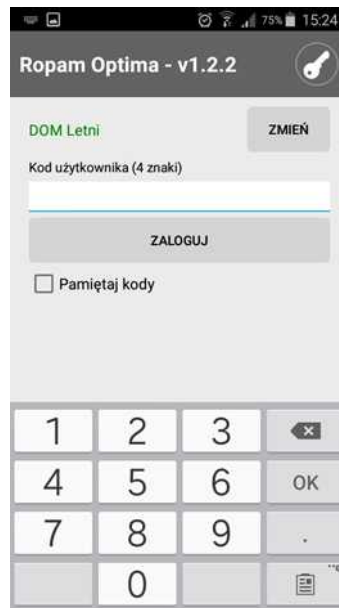 75% 15:24
Ropam Optima - v1.2.2
DOM Letni ZMIEŃ
Kod użytkownika (4 znaki)
ZALOGUJ
Pamiętaj kody
1 2 3
4 5 6 OK
7 8 9 .
0